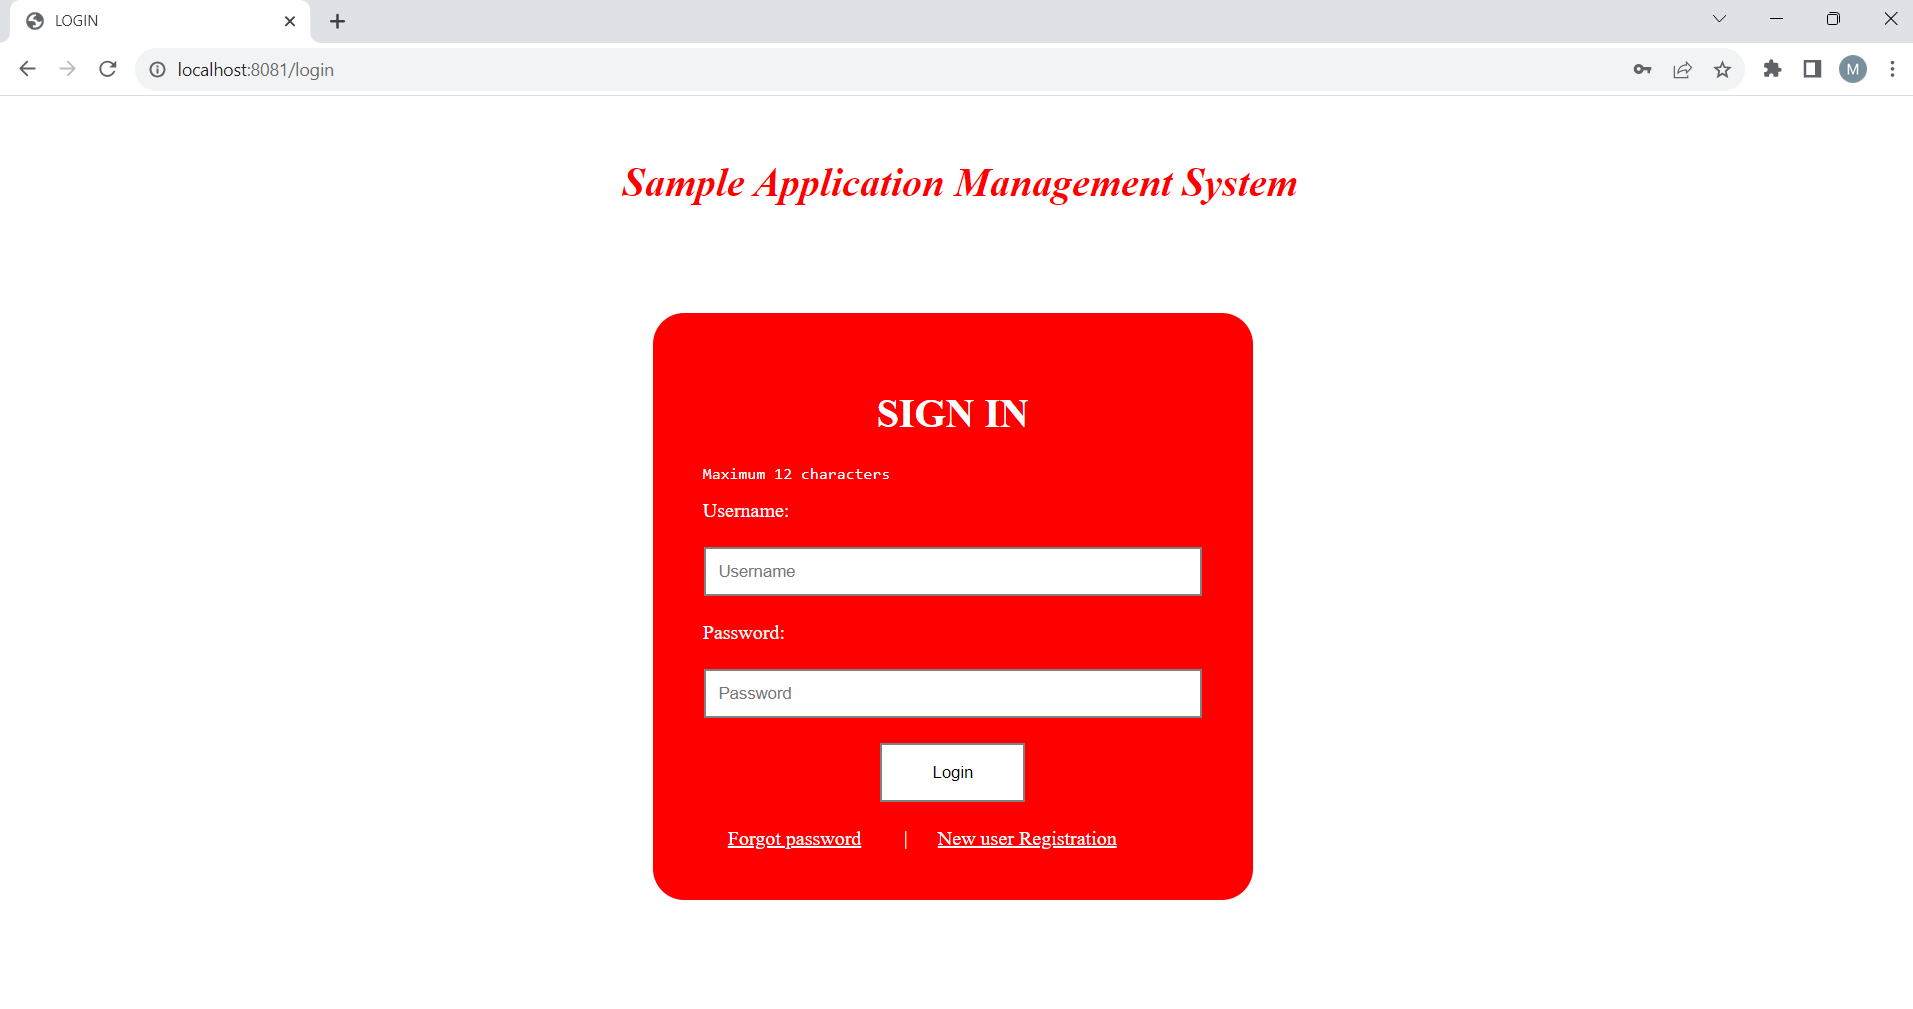 LOGIN
localhost:8081/login
M
Sample Application Management System
SIGN IN
Maximum 12 characters
Username:
Username
Password:
Password
Login
Forgot password | New user Registration